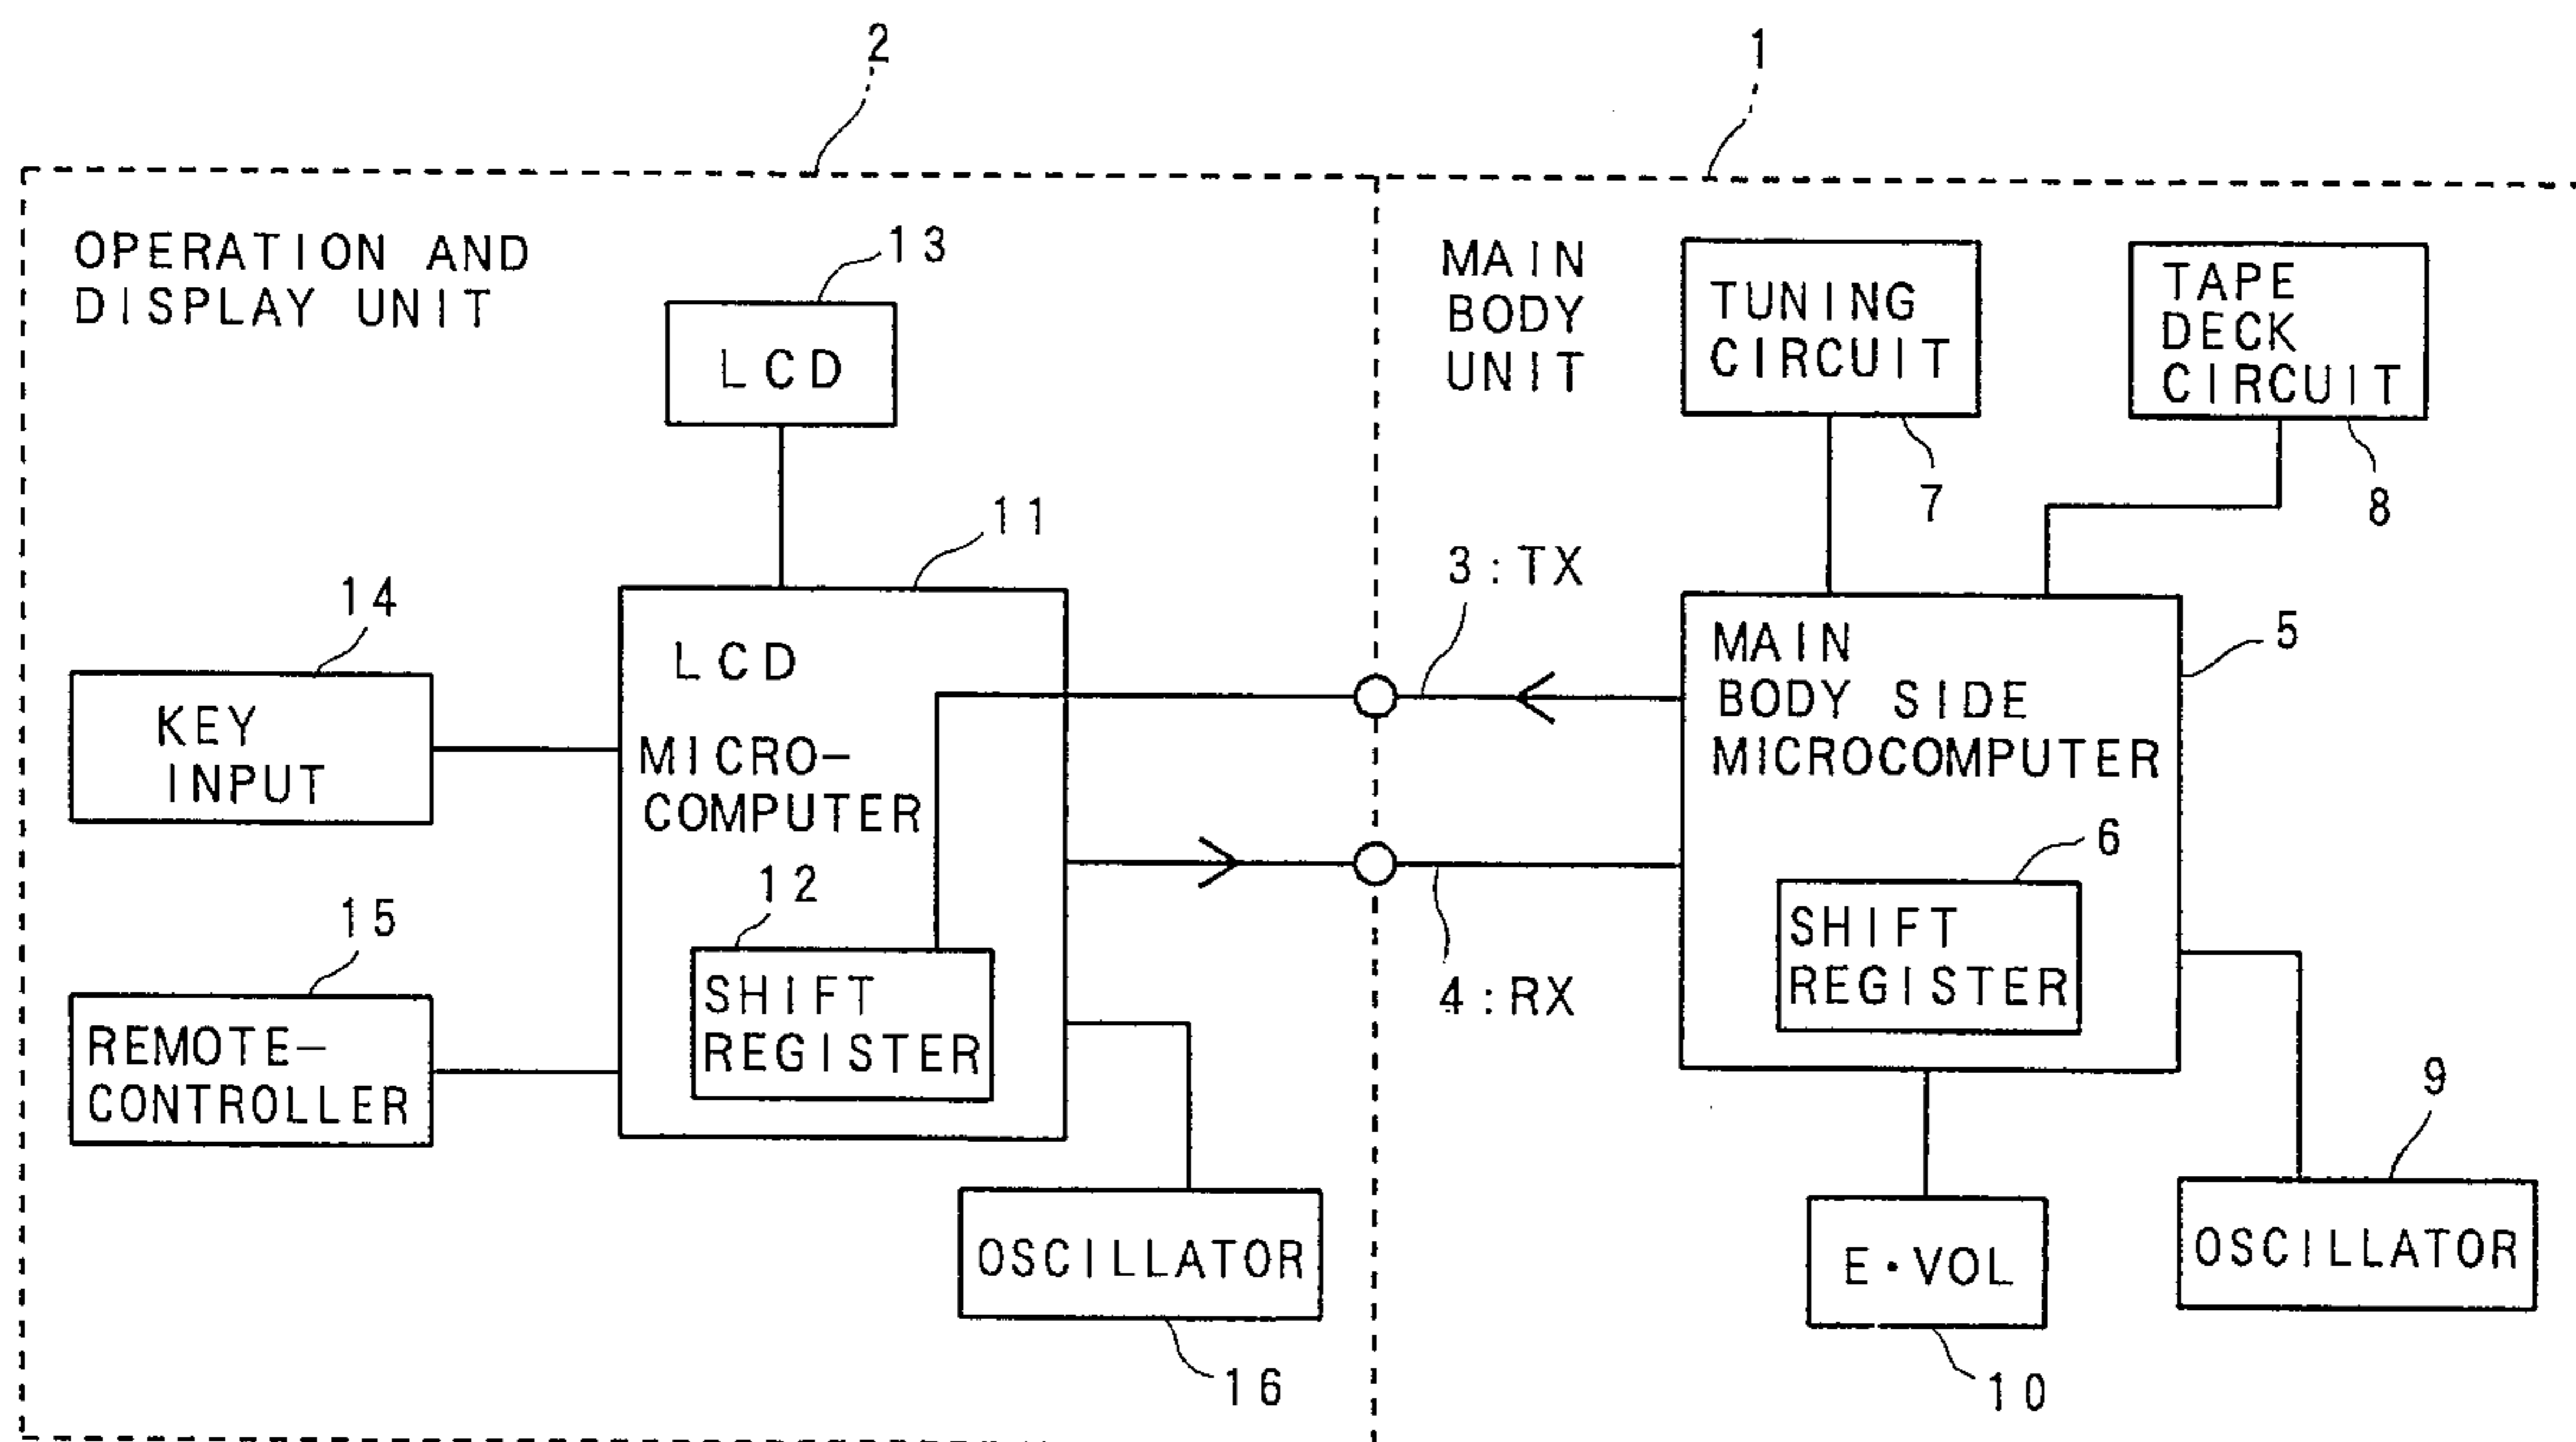 2
1
OPERATION AND
DISPLAY UNIT
13
LCD
11
14
KEY
INPUT
15
REMOTE-
CONTROLLER
LCD
MICRO-
COMPUTER
12
SHIFT
REGISTER
OSCILLATOR
16
MAIN
BODY
UNIT
TUNING
CIRCUIT
7
TAPE
DECK
CIRCUIT
8
3:TX
4:RX
MAIN
BODY SIDE
MICROCOMPUTER
5
6
SHIFT
REGISTER
9
OSCILLATOR
E·VOL
10